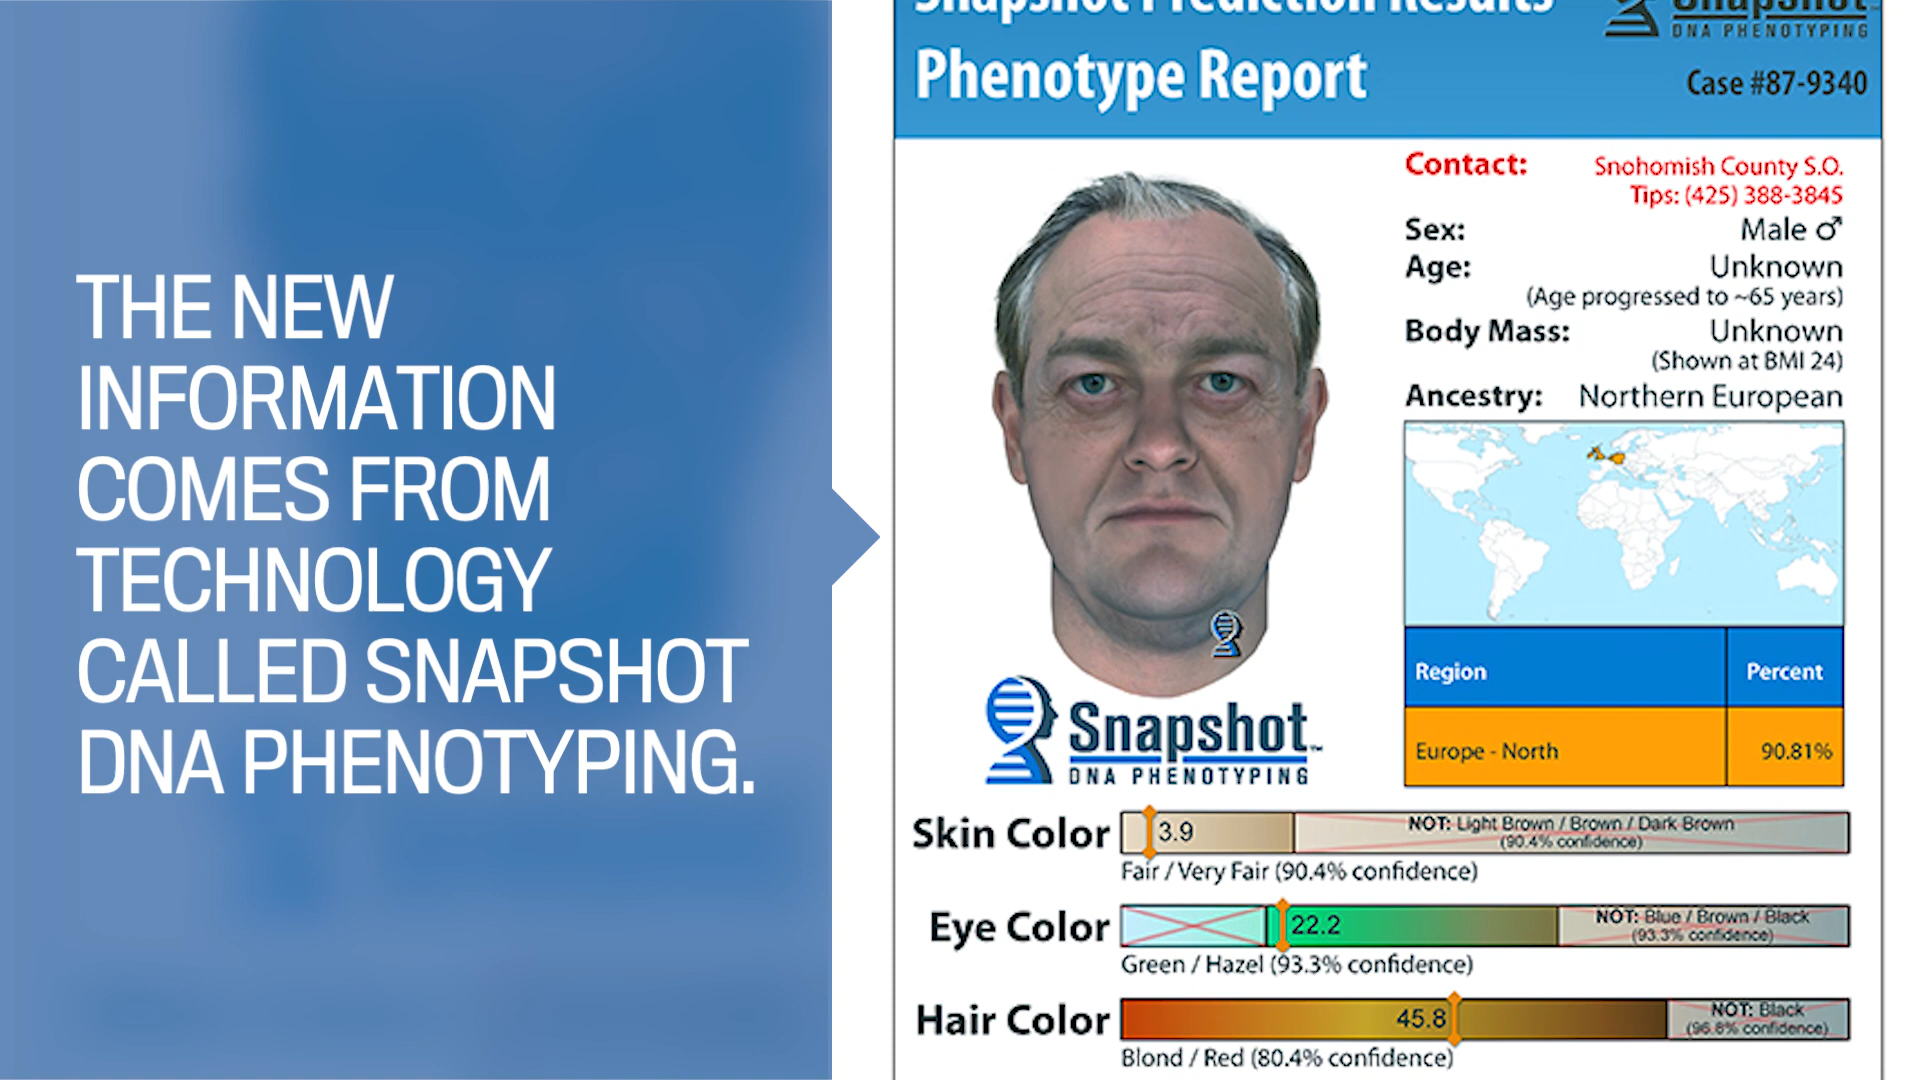 THE NEW
INFORMATION
COMES FROM
TECHNOLOGY
CALLED SNAPSHOT
DNA PHENOTYPING.
Snapshot Prediction Results
Phenotype Report
Snapshot
DNA PHENOTYPING
Case #87-9340
Contact: Snohomish County S.O.
Tips: (425) 388-3845
Sex: Male ♂
Age: Unknown
(Age progressed to ~65 years)
Body Mass: Unknown
(Shown at BMI 24)
Ancestry: Northern European
Region Percent
Europe - North 90.81%
Snapshot™
DNA PHENOTYPING
Skin Color 3.9 NOT: Light Brown / Brown / Dark Brown
(90.4% confidence)
Fair / Very Fair (90.4% confidence)
Eye Color 22.2 NOT: Blue / Brown / Black
(93.3% confidence)
Green / Hazel (93.3% confidence)
Hair Color 45.8 NOT: Black
(96.8% confidence)
Blond / Red (80.4% confidence)